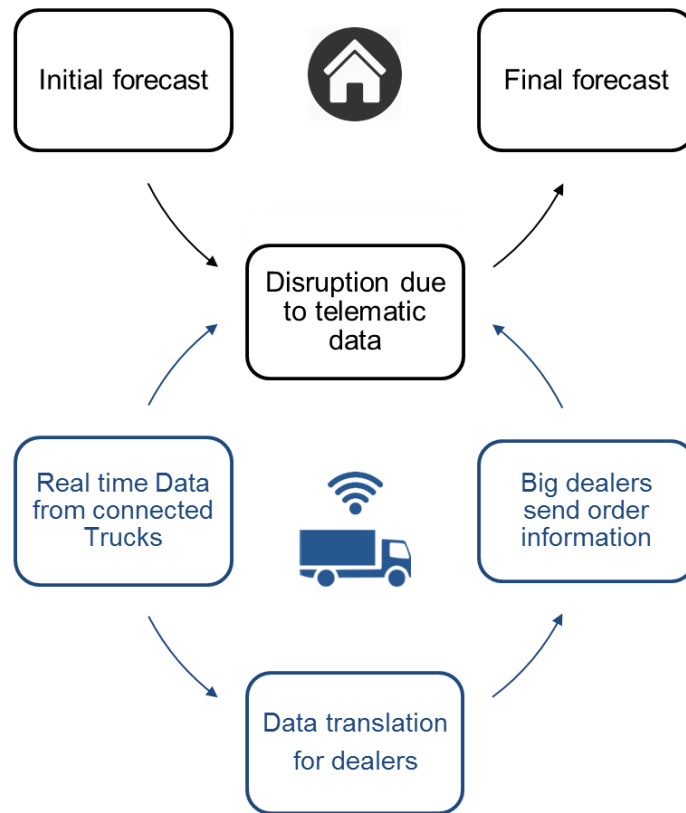 Initial forecast
Final forecast
Disruption due
to telematic
data
Real time Data
from connected
Trucks
Big dealers
send order
information
Data translation
for dealers